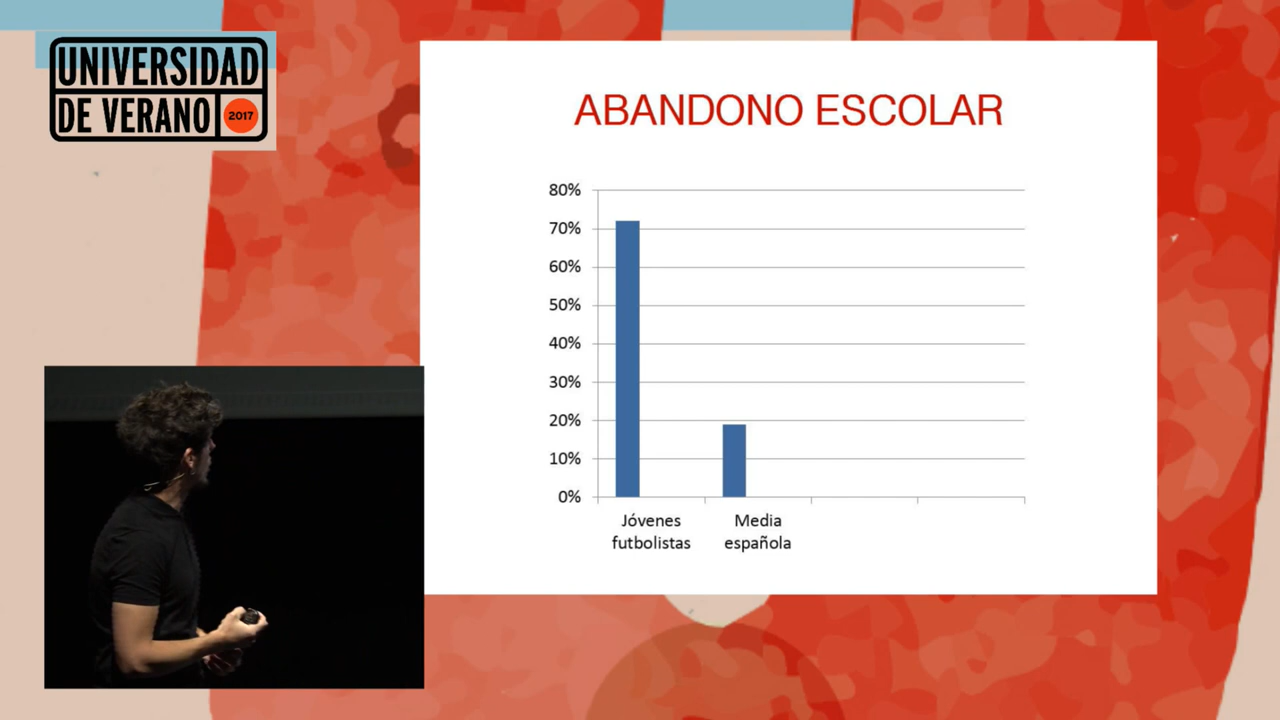 UNIVERSIDAD
DE VERANO 2017
ABANDONO ESCOLAR
80%
70%
60%
50%
40%
30%
20%
10%
0%
Jóvenes
futbolistas
Media
española